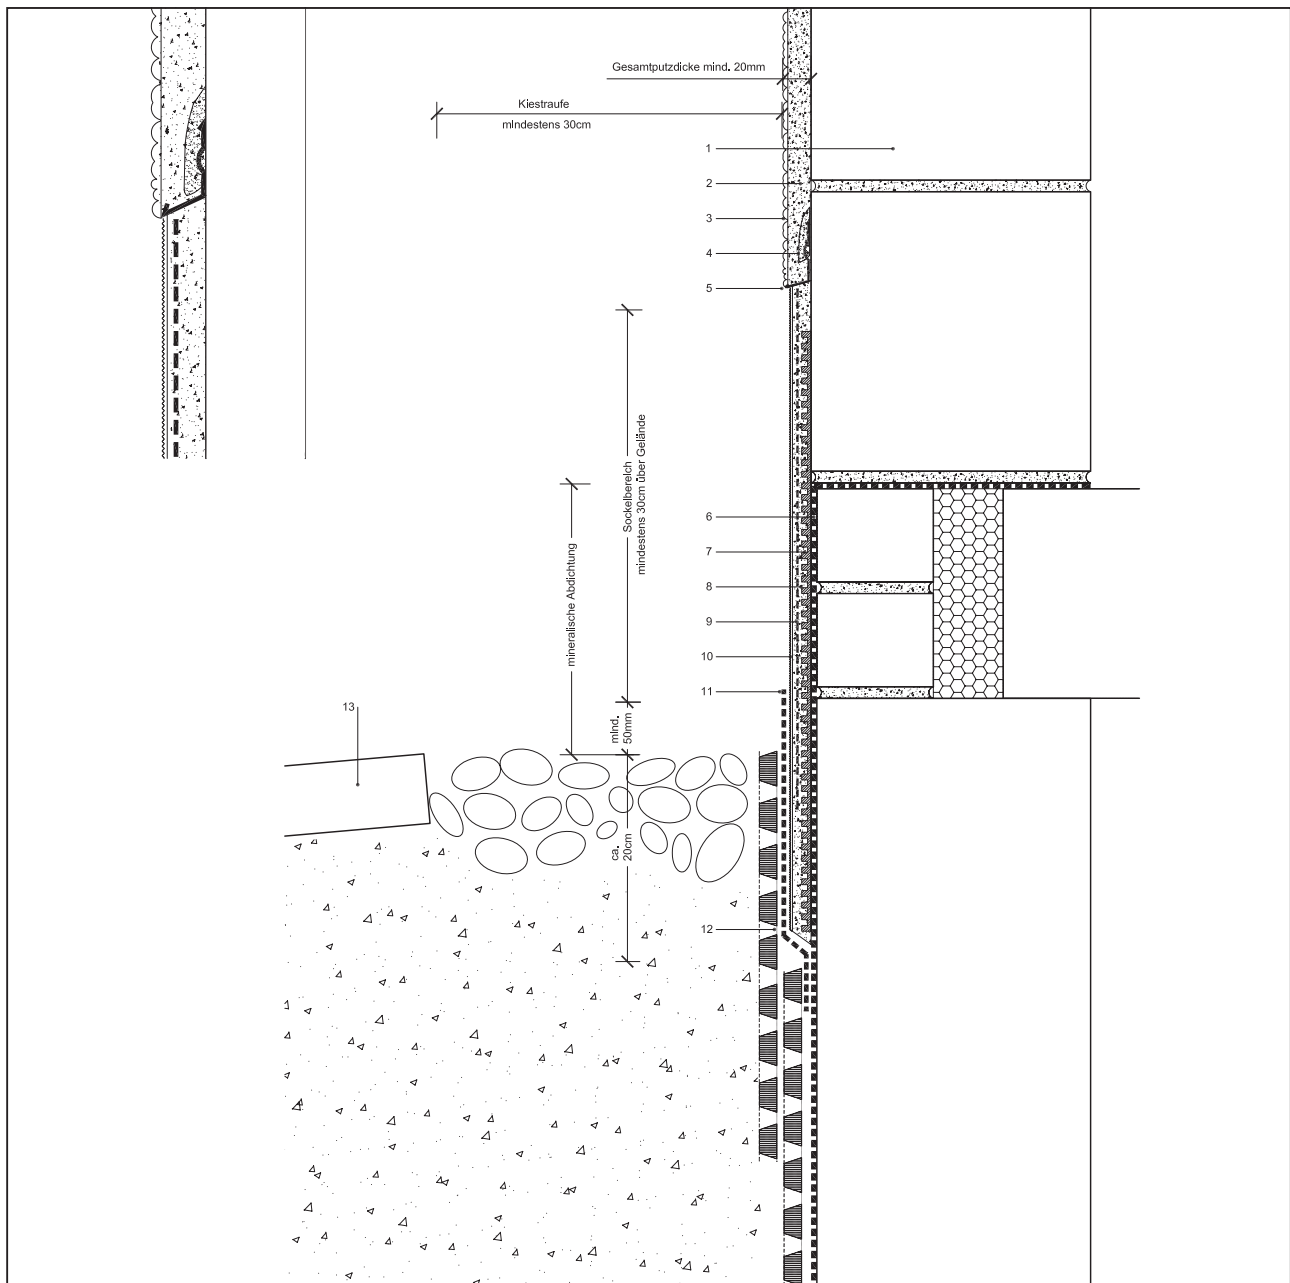 Gesamtputzdicke mind. 20mm
Kiestraufe
mIndestens 30cm
1
2
3
4
5
Sockelbereich
mindestens 30cm über Gelände
mineralische Abdichtung
6
7
8
9
10
11
mInd.
50mm
13
ca.
20cm
12